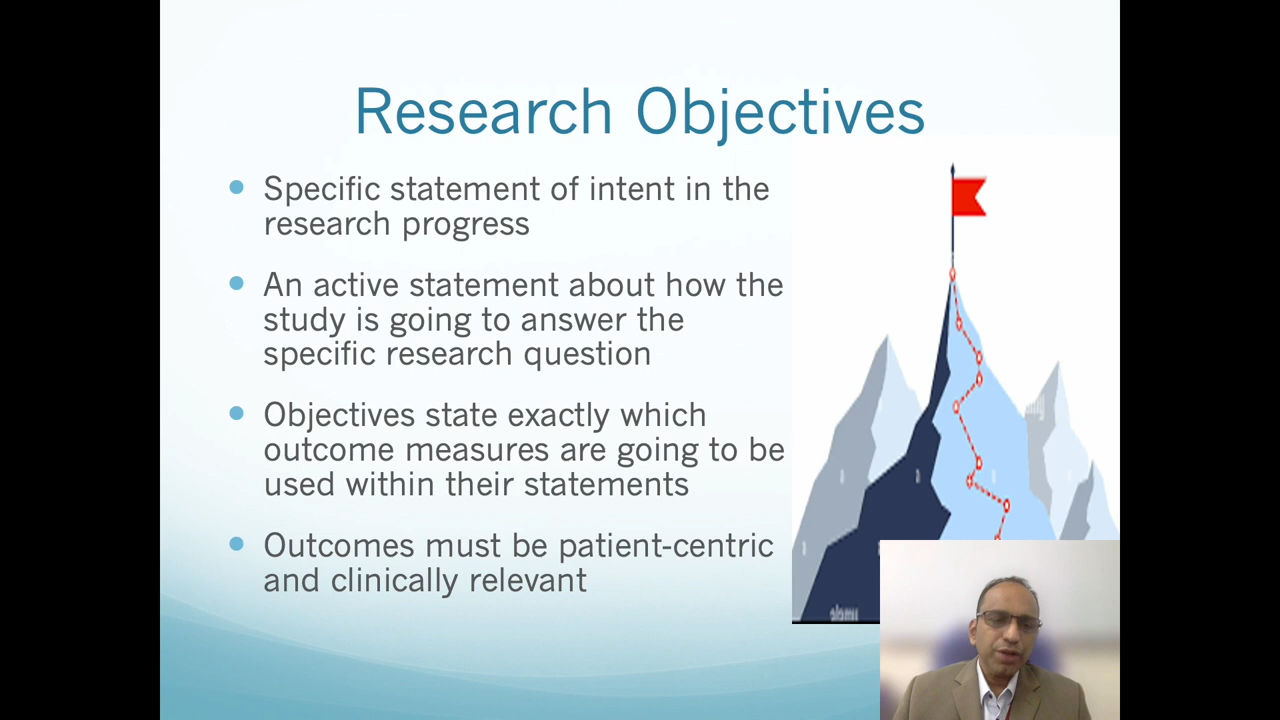 Research Objectives
Specific statement of intent in the
research progress
An active statement about how the
study is going to answer the
specific research question
Objectives state exactly which
outcome measures are going to be
used within their statements
Outcomes must be patient-centric
and clinically relevant